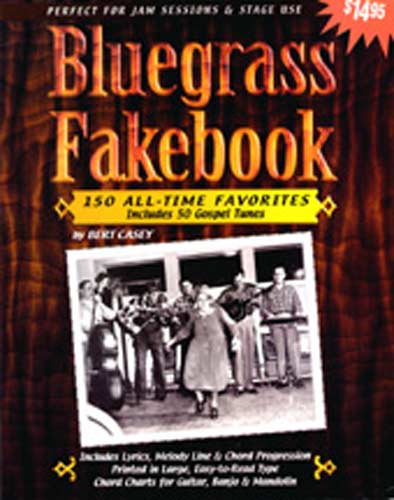 PERFECT FOR JAM SESSIONS & STAGE USE
$14.95
Bluegrass
Fakebook
150 ALL-TIME FAVORITES
Includes 50 Gospel Tunes
by BERT CASEY
Includes Lyrics, Melody Line & Chord Progression
Printed in Large, Easy-to-Read Type
Chord Charts for Guitar, Banjo & Mandolin